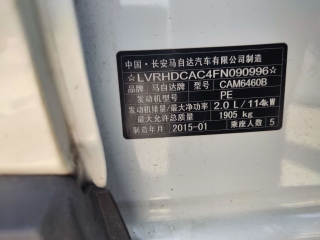 中国·长安马自达汽车有限公司制造
☆LVRHDCAC4FN090996☆
品牌 马自达牌 型号 CAM6460B
发动机型号 PE
发动机排量/最大净功率 2.0 L/114kW
最大允许总质量 1905 kg
制造年月 2015-01 乘座人数 5